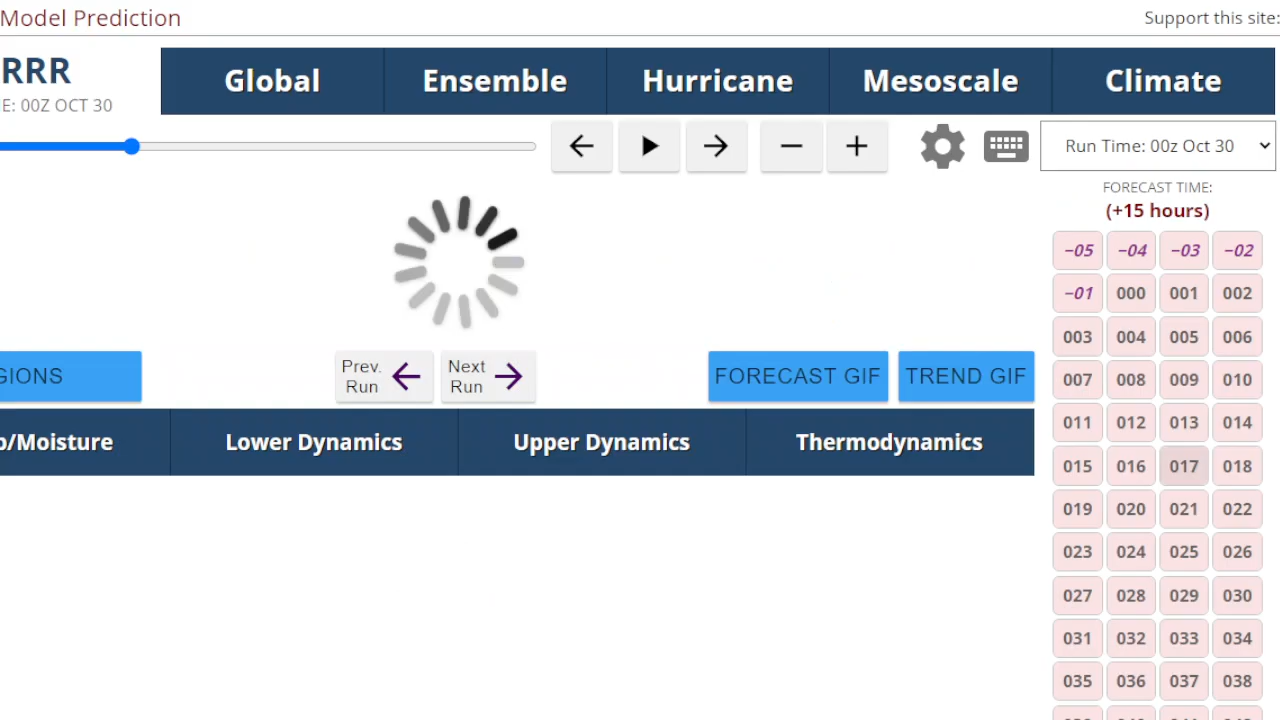 Model Prediction
Support this site:
RRR
E: 00Z OCT 30
Global Ensemble Hurricane Mesoscale Climate
Run Time: 00z Oct 30
FORECAST TIME:
(+15 hours)
−05 −04 −03 −02
−01 000 001 002
003 004 005 006
007 008 009 010
011 012 013 014
015 016 017 018
019 020 021 022
023 024 025 026
027 028 029 030
031 032 033 034
035 036 037 038
GIONS
Prev.
Run
Next
Run
FORECAST GIF
TREND GIF
p/Moisture Lower Dynamics Upper Dynamics Thermodynamics